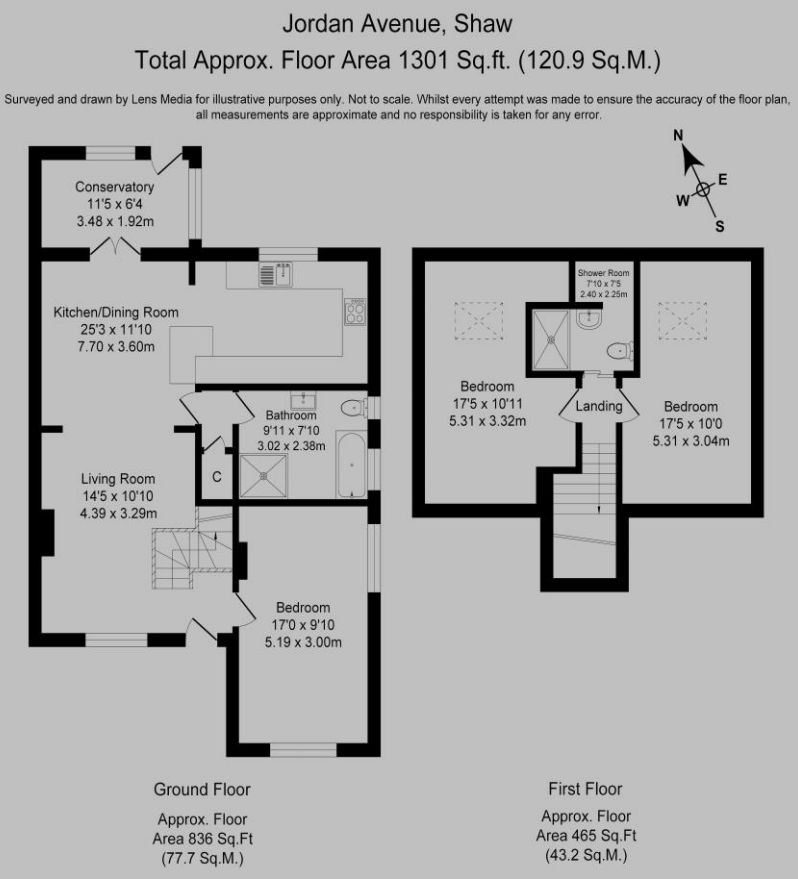 Jordan Avenue, Shaw
Total Approx. Floor Area 1301 Sq.ft. (120.9 Sq.M.)
Surveyed and drawn by Lens Media for illustrative purposes only. Not to scale. Whilst every attempt was made to ensure the accuracy of the floor plan,
all measurements are approximate and no responsibility is taken for any error.
N
E
W
S
Conservatory
11'5 x 6'4
3.48 x 1.92m
Kitchen/Dining Room
25'3 x 11'10
7.70 x 3.60m
Bathroom
9'11 x 7'10
3.02 x 2.38m
C
Living Room
14'5 x 10'10
4.39 x 3.29m
Bedroom
17'0 x 9'10
5.19 x 3.00m
Shower Room
7'10 x 7'5
2.40 x 2.25m
Bedroom
17'5 x 10'11
5.31 x 3.32m
Landing
Bedroom
17'5 x 10'0
5.31 x 3.04m
Ground Floor
Approx. Floor
Area 836 Sq.Ft
(77.7 Sq.M.)
First Floor
Approx. Floor
Area 465 Sq.Ft
(43.2 Sq.M.)